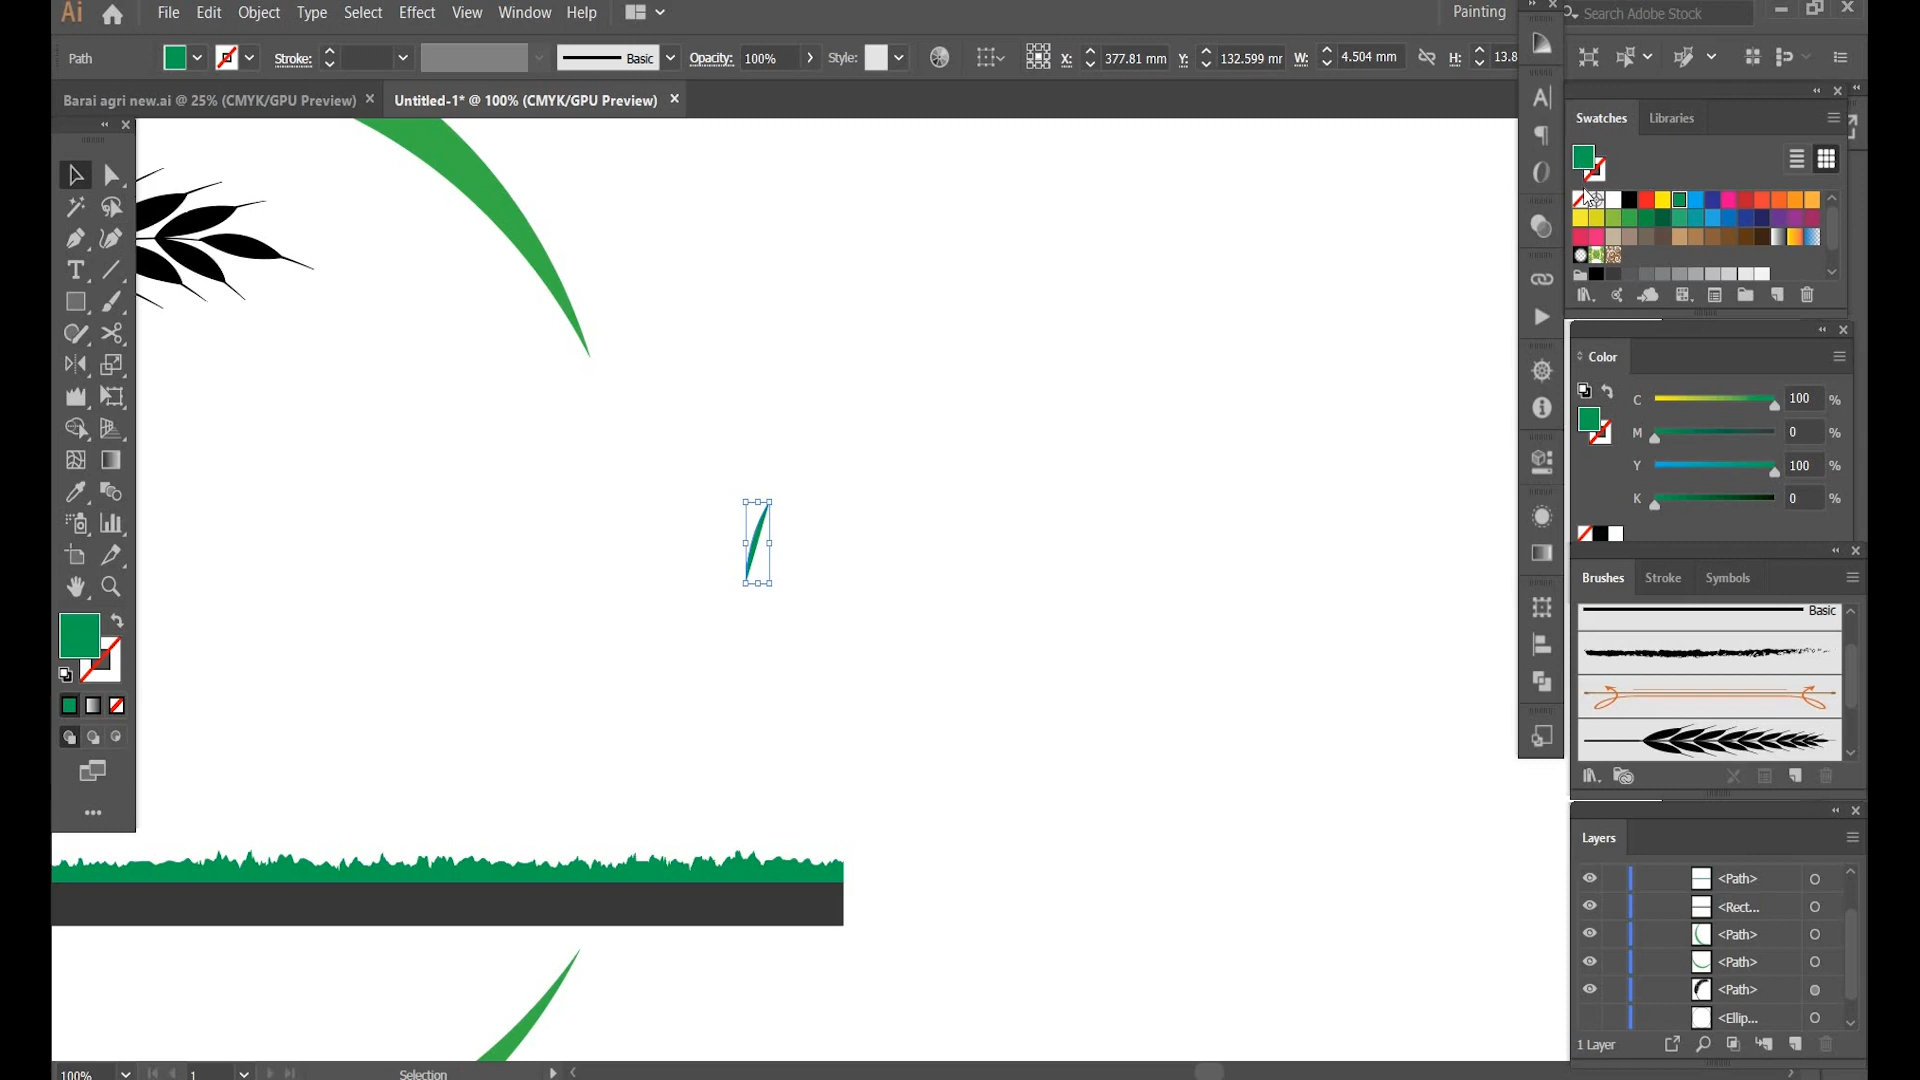 Ai File Edit Object Type Select Effect View Window Help Painting Search Adobe Stock
Path Stroke: Basic Opacity: 100% Style: X: 377.81 mm Y: 132.599 mr W: 4.504 mm H: 13.8
Barai agri new.ai @ 25% (CMYK/GPU Preview) Untitled-1* @ 100% (CMYK/GPU Preview)
Swatches Libraries
Color
C 100 %
M 0 %
Y 100 %
K 0 %
Brushes Stroke Symbols
Basic
Layers
<Path>
<Rect...
<Path>
<Path>
<Path>
<Ellip...
1 Layer
100% 1 Selection